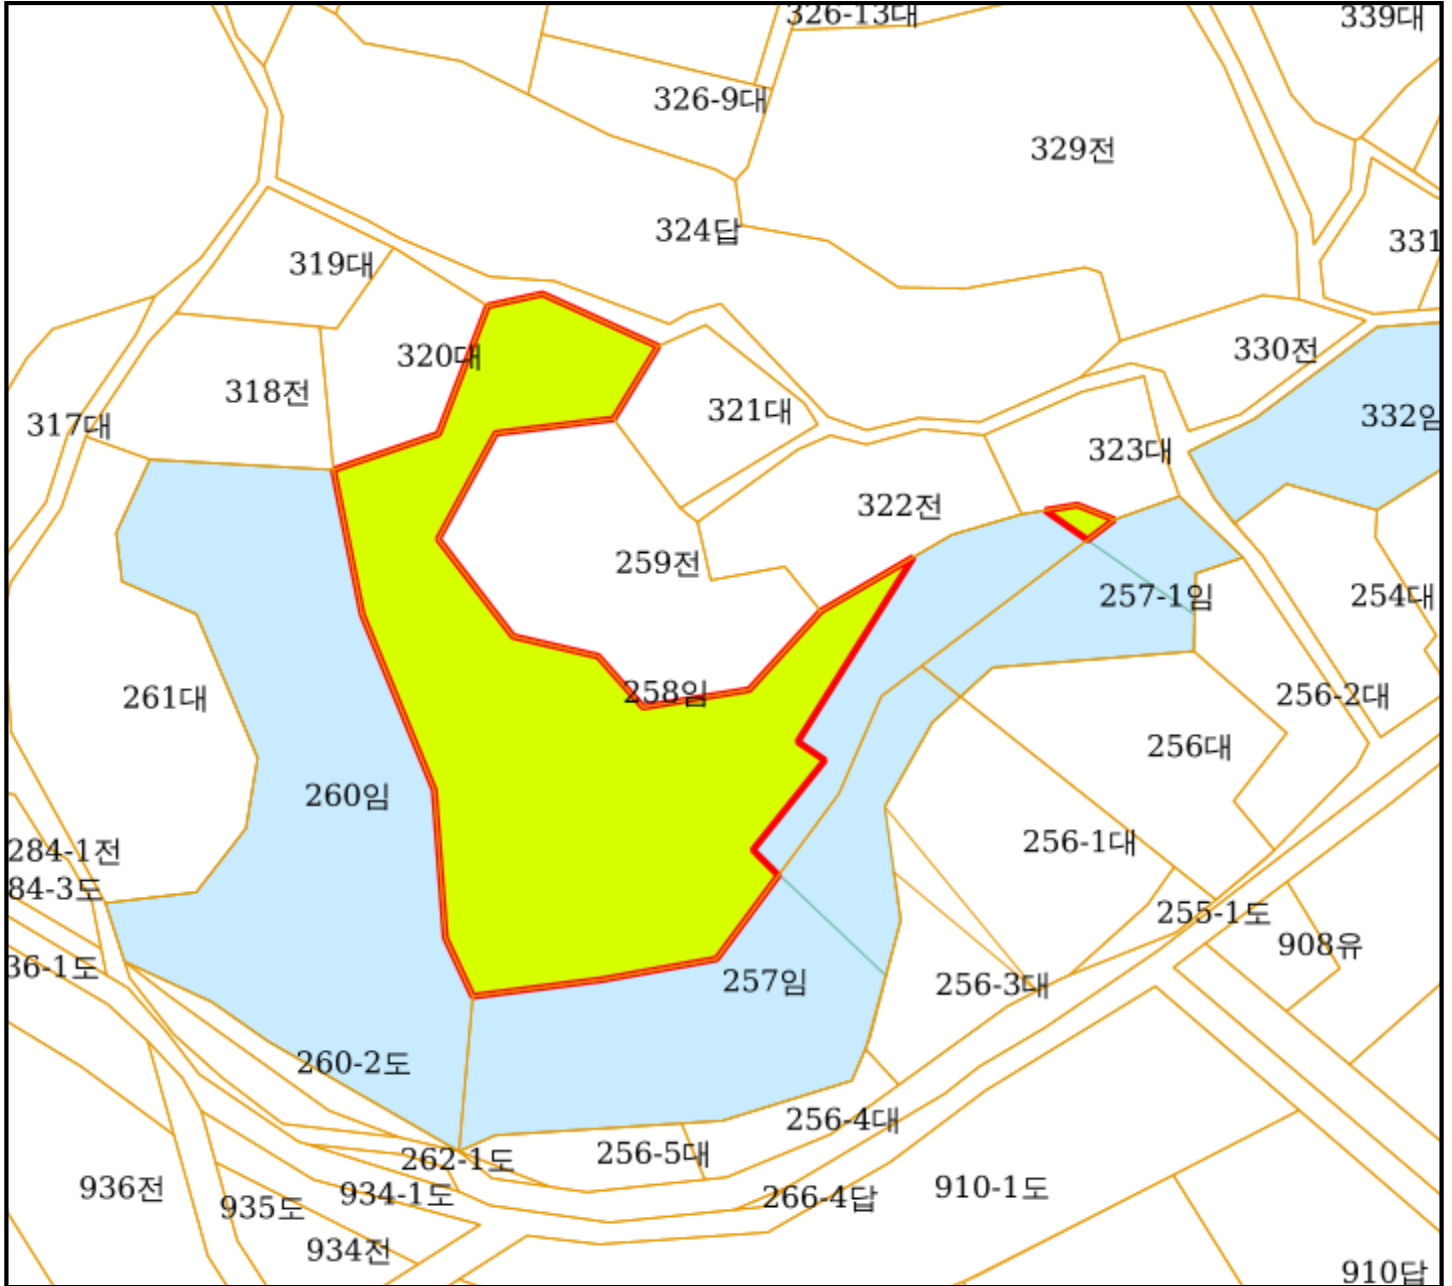 326-13대
339대
326-9대
329전
324답
331
319대
330전
320대
318전
321대
332임
317대
323대
322전
259전
257-1임
254대
258임
261대
256-2대
256대
260임
256-1대
284-1전
84-3도
255-1도
908유
36-1도
257임
256-3대
260-2도
256-4대
256-5대
262-1도
936전
934-1도
910-1도
266-4답
935도
934전
910답